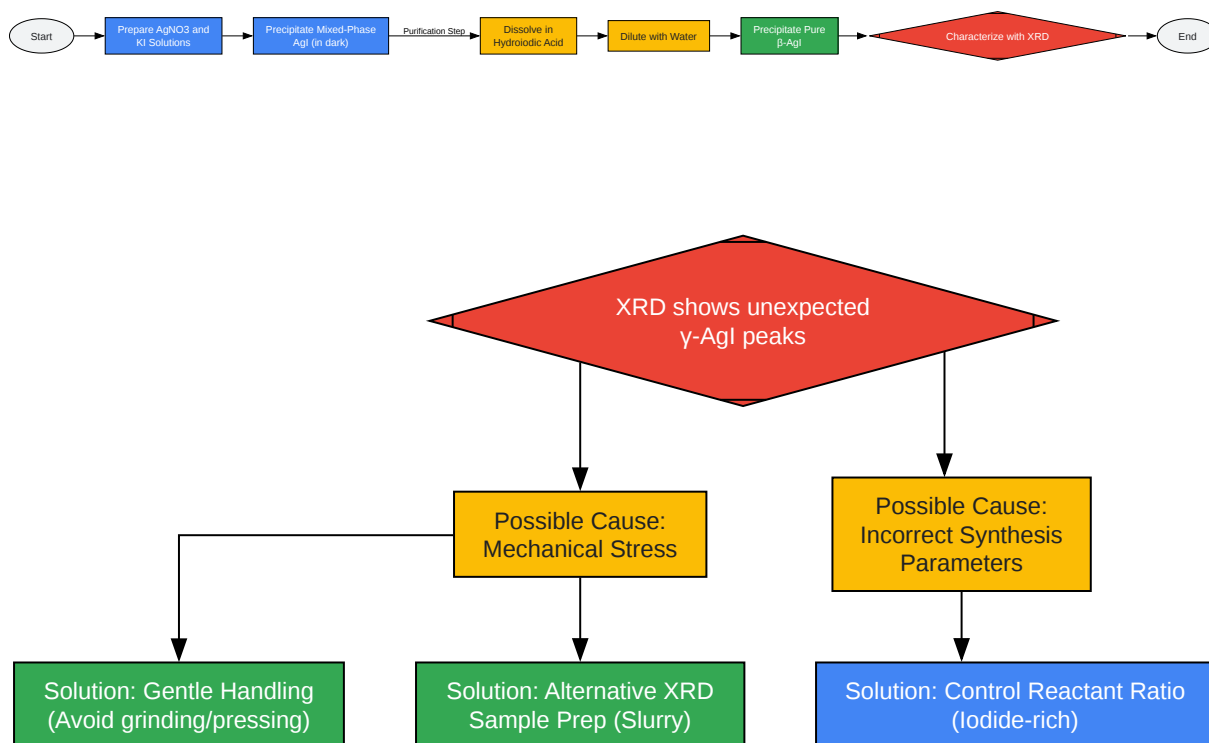 Start
Prepare AgNO3 and
KI Solutions
Precipitate Mixed-Phase
AgI (in dark)
Purification Step
Dissolve in
Hydroiodic Acid
Dilute with Water
Precipitate Pure
β-AgI
Characterize with XRD
End
XRD shows unexpected
γ-AgI peaks
Possible Cause:
Mechanical Stress
Possible Cause:
Incorrect Synthesis
Parameters
Solution: Gentle Handling
(Avoid grinding/pressing)
Solution: Alternative XRD
Sample Prep (Slurry)
Solution: Control Reactant Ratio
(Iodide-rich)